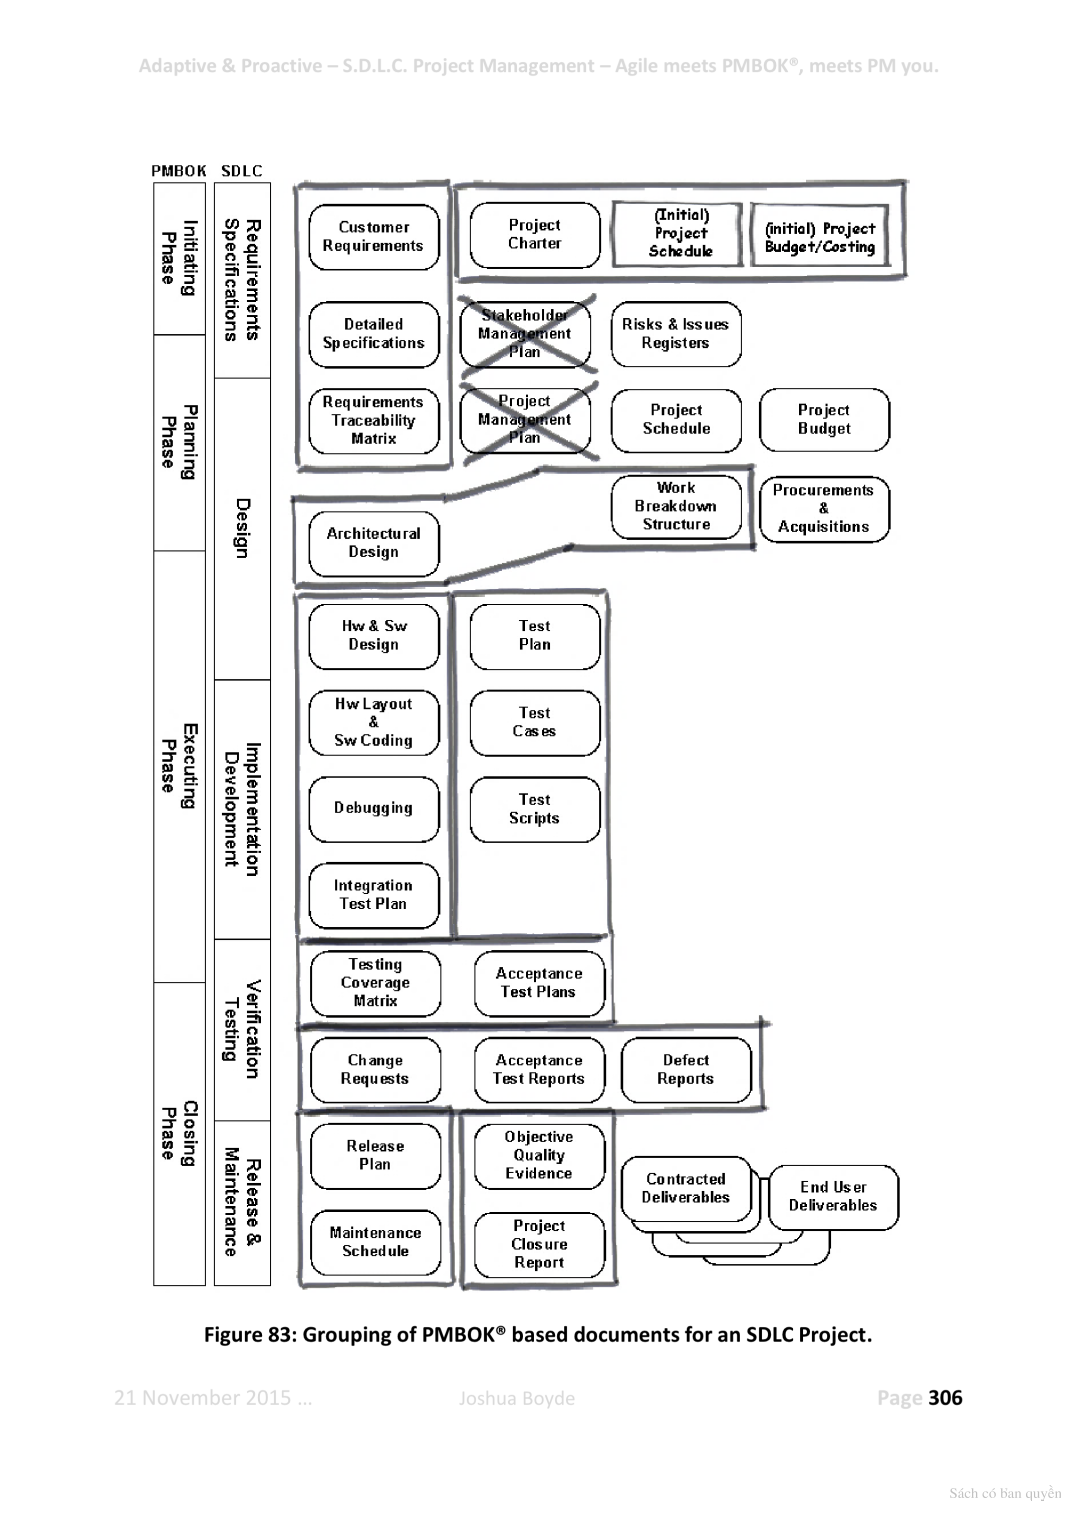 Adaptive & Proactive – S.D.L.C. Project Management – Agile meets PMBOK®, meets PM you.
PMBOK SDLC
Initiating
Phase
Planning
Phase
Executing
Phase
Closing
Phase
Requirements
Specifications
Design
Implementation
Development
Verification
Testing
Release &
Maintenance
Customer
Requirements
Project
Charter
(Initial)
Project
Schedule
(initial) Project
Budget/Costing
Detailed
Specifications
Stakeholder
Management
Plan
Risks & Issues
Registers
Requirements
Traceability
Matrix
Project
Management
Plan
Project
Schedule
Project
Budget
Architectural
Design
Work
Breakdown
Structure
Procurements
&
Acquisitions
Hw & Sw
Design
Test
Plan
Hw Layout
&
Sw Coding
Test
Cases
Debugging
Test
Scripts
Integration
Test Plan
Testing
Coverage
Matrix
Acceptance
Test Plans
Change
Requests
Acceptance
Test Reports
Defect
Reports
Release
Plan
Objective
Quality
Evidence
Contracted
Deliverables
End User
Deliverables
Maintenance
Schedule
Project
Closure
Report
Figure 83: Grouping of PMBOK® based documents for an SDLC Project.
21 November 2015 ... Joshua Boyde Page 306
Sách có bản quyền